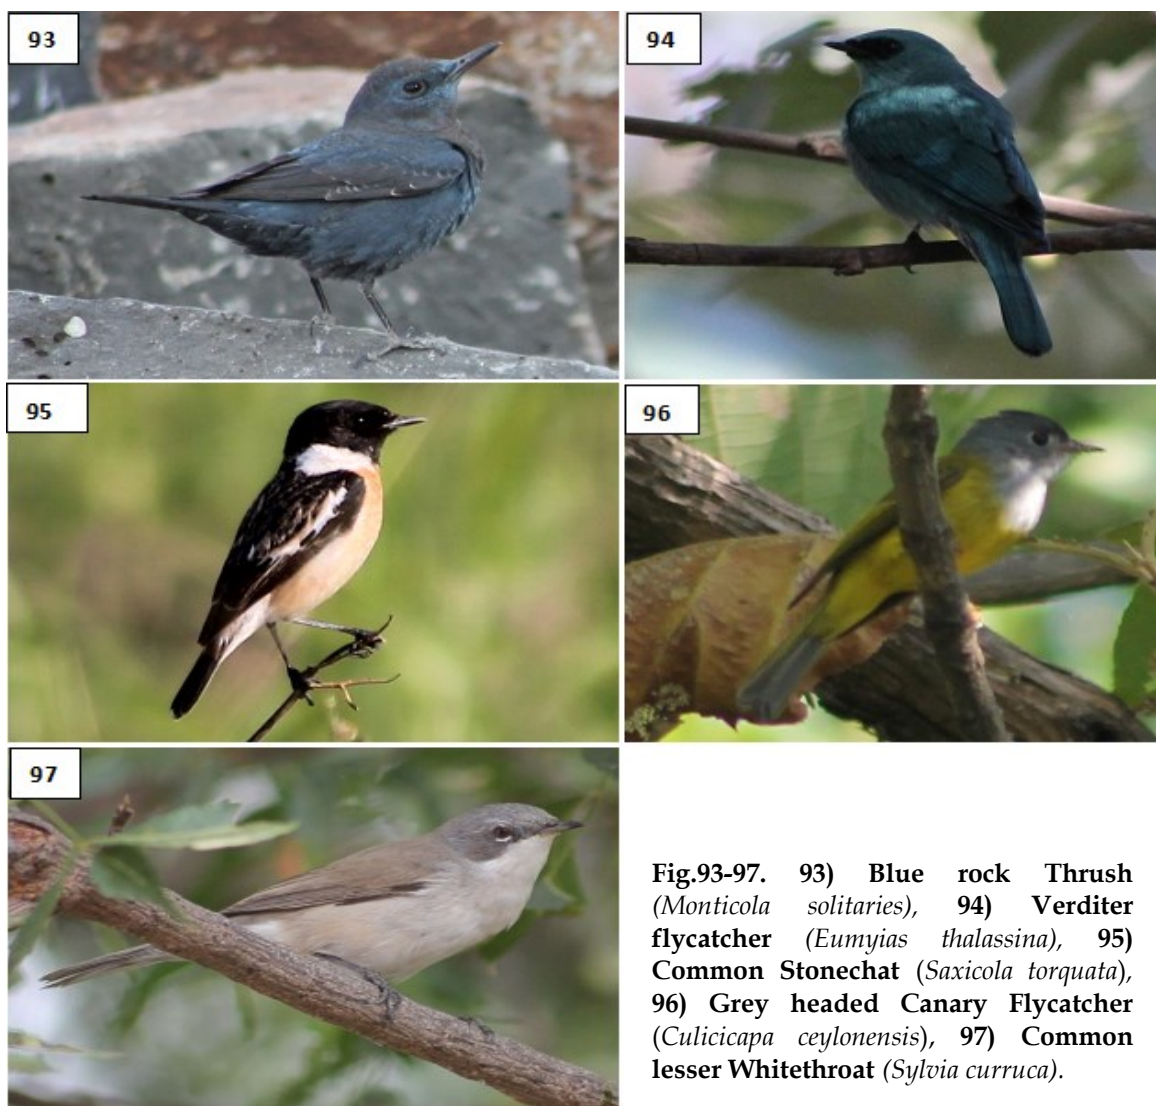 93
94
95
96
97
Fig.93-97. 93) Blue rock Thrush
(Monticola solitaries), 94) Verditer
flycatcher (Eumyias thalassina), 95)
Common Stonechat (Saxicola torquata),
96) Grey headed Canary Flycatcher
(Culicicapa ceylonensis), 97) Common
lesser Whitethroat (Sylvia curruca).